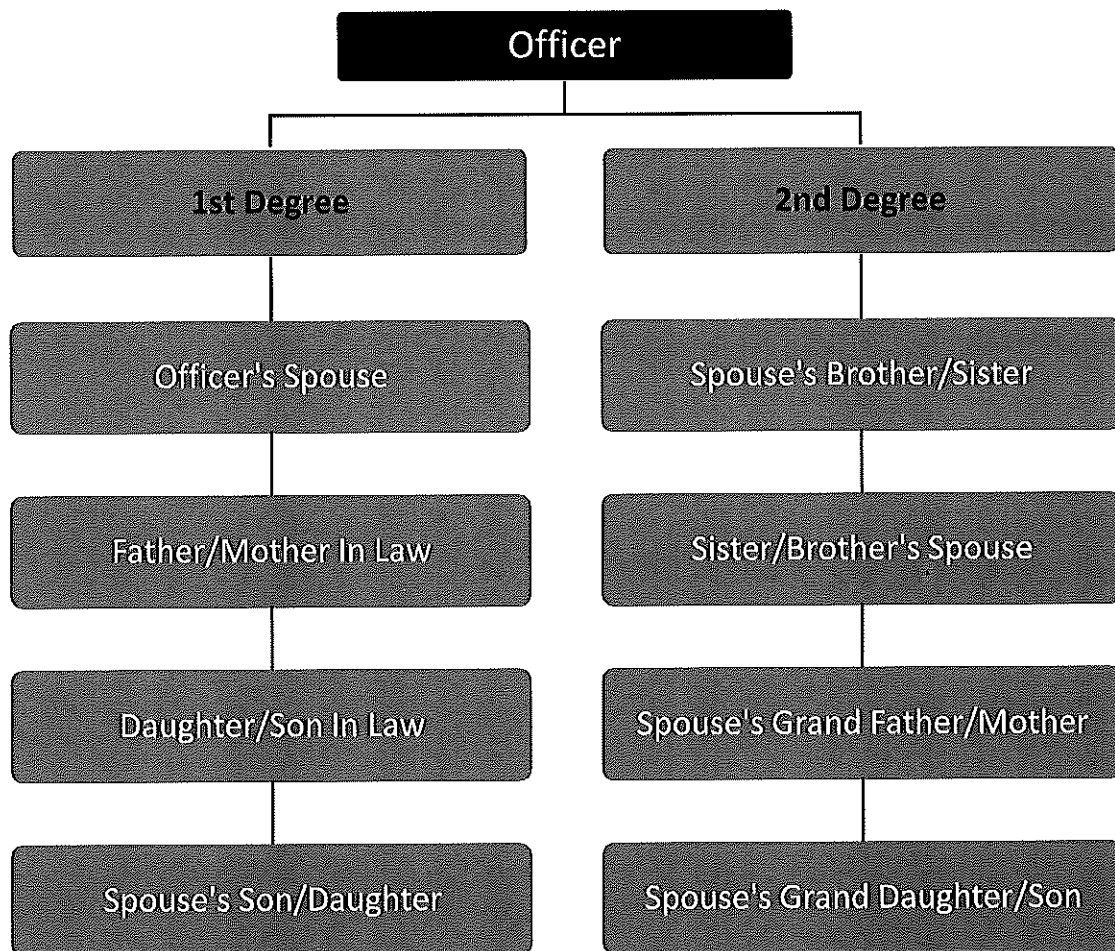 Officer
1st Degree
Officer's Spouse
Father/Mother In Law
Daughter/Son In Law
Spouse's Son/Daughter
2nd Degree
Spouse's Brother/Sister
Sister/Brother's Spouse
Spouse's Grand Father/Mother
Spouse's Grand Daughter/Son